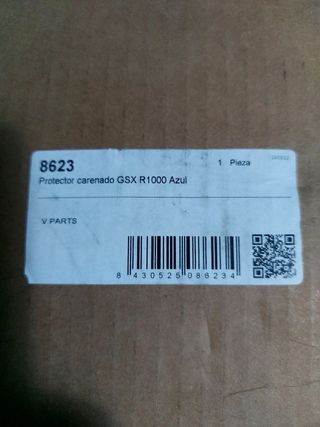 8623
1 Pieza
Protector carenado GSX R1000 Azul
V PARTS
8 430525 086234